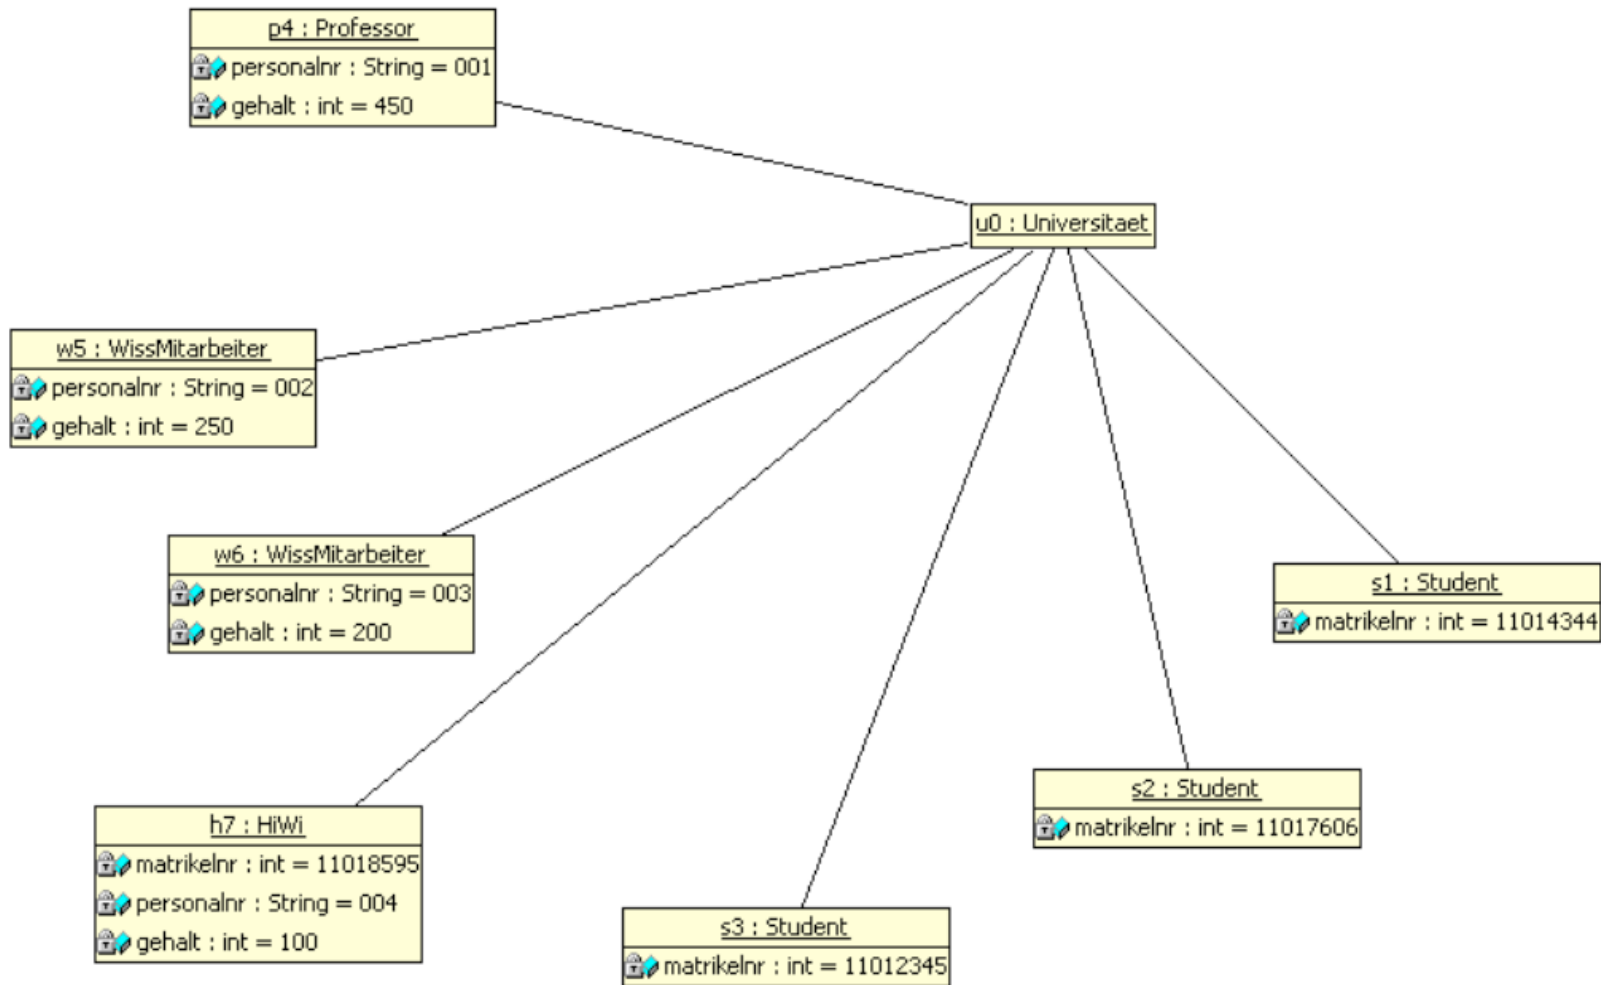 p4 : Professor
personalnr : String = 001
gehalt : int = 450
u0 : Universitaet
w5 : WissMitarbeiter
personalnr : String = 002
gehalt : int = 250
w6 : WissMitarbeiter
personalnr : String = 003
gehalt : int = 200
s1 : Student
matrikelnr : int = 11014344
s2 : Student
matrikelnr : int = 11017606
h7 : HiWi
matrikelnr : int = 11018595
personalnr : String = 004
gehalt : int = 100
s3 : Student
matrikelnr : int = 11012345